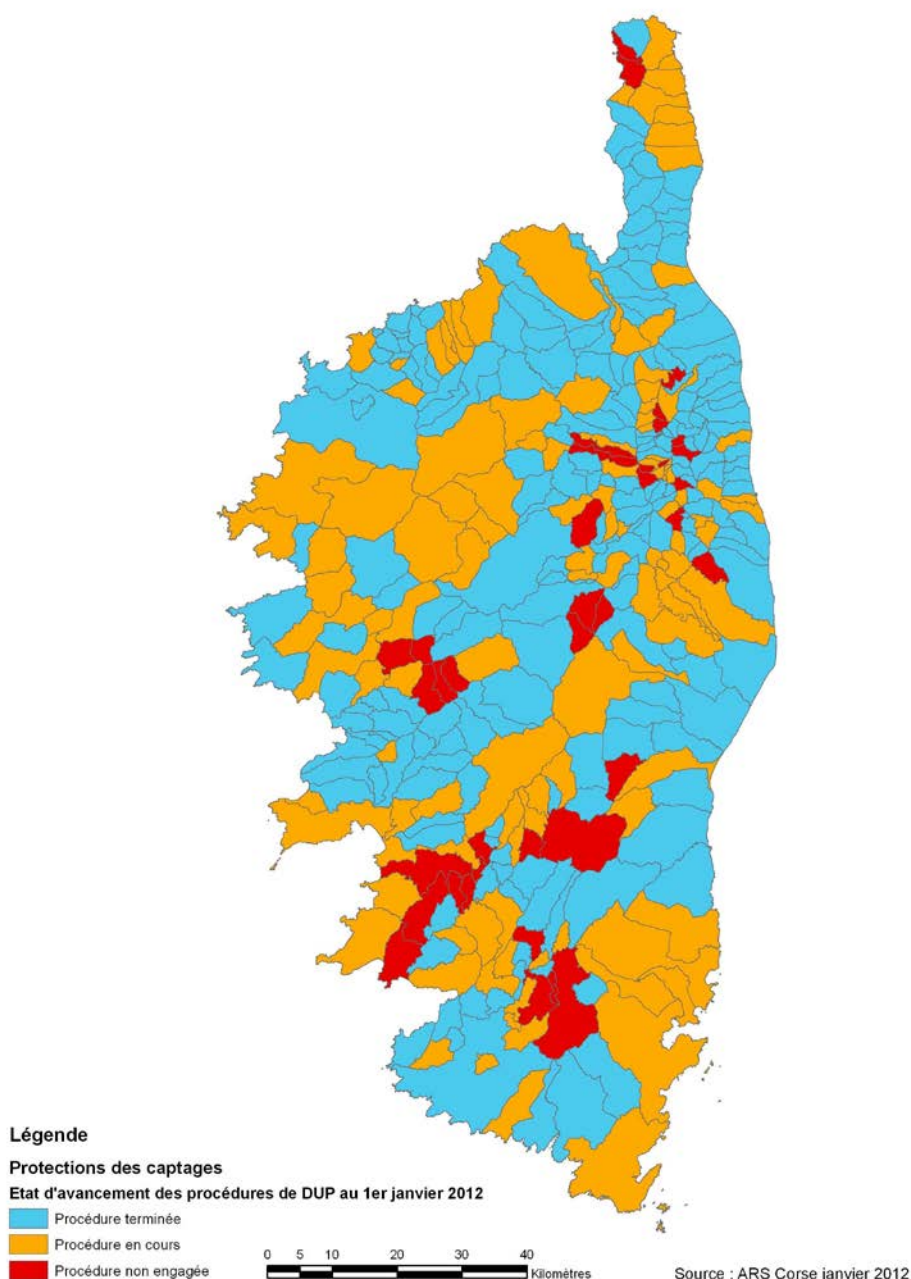 Légende
Protections des captages
Etat d'avancement des procédures de DUP au 1er janvier 2012
Procédure terminée
Procédure en cours
Procédure non engagée
0 5 10 20 30 40
Kilomètres
Source : ARS Corse janvier 2012